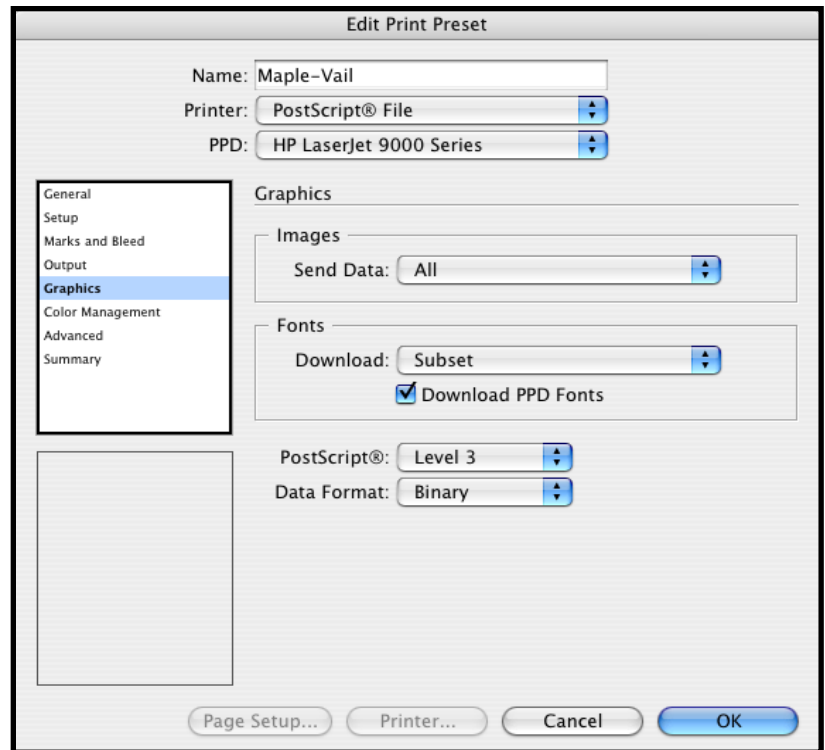 Edit Print Preset
Name: Maple-Vail
Printer: PostScript® File
PPD: HP LaserJet 9000 Series
General
Setup
Marks and Bleed
Output
Graphics
Color Management
Advanced
Summary
Graphics
Images
Send Data: All
Fonts
Download: Subset
Download PPD Fonts
PostScript®: Level 3
Data Format: Binary
Page Setup... Printer... Cancel OK